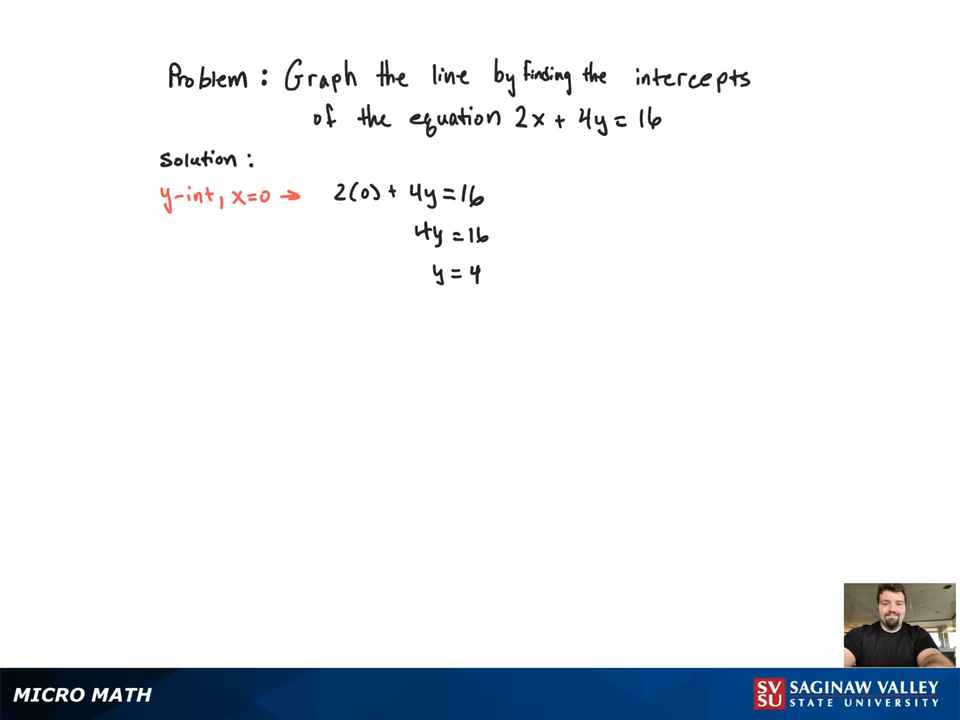 Problem: Graph the line by finding the intercepts
of the equation 2x + 4y = 16
Solution:
y-int, x=0 → 2(0) + 4y = 16
4y = 16
y = 4
MICRO MATH
SV
SU
SAGINAW VALLEY
STATE UNIVERSITY